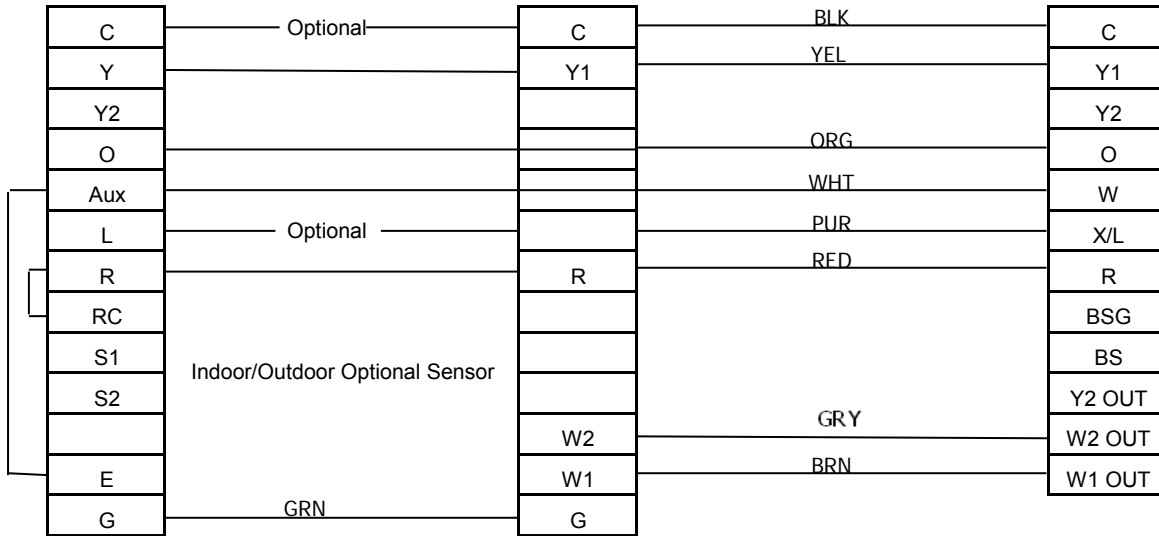 C Optional C BLK C
Y Y1 YEL Y1
Y2 Y2
O ORG O
Aux WHT W
L Optional PUR X/L
R R RED R
RC BSG
S1 BS
Indoor/Outdoor Optional Sensor
S2 Y2 OUT
W2 GRY W2 OUT
E W1 BRN W1 OUT
G GRN G